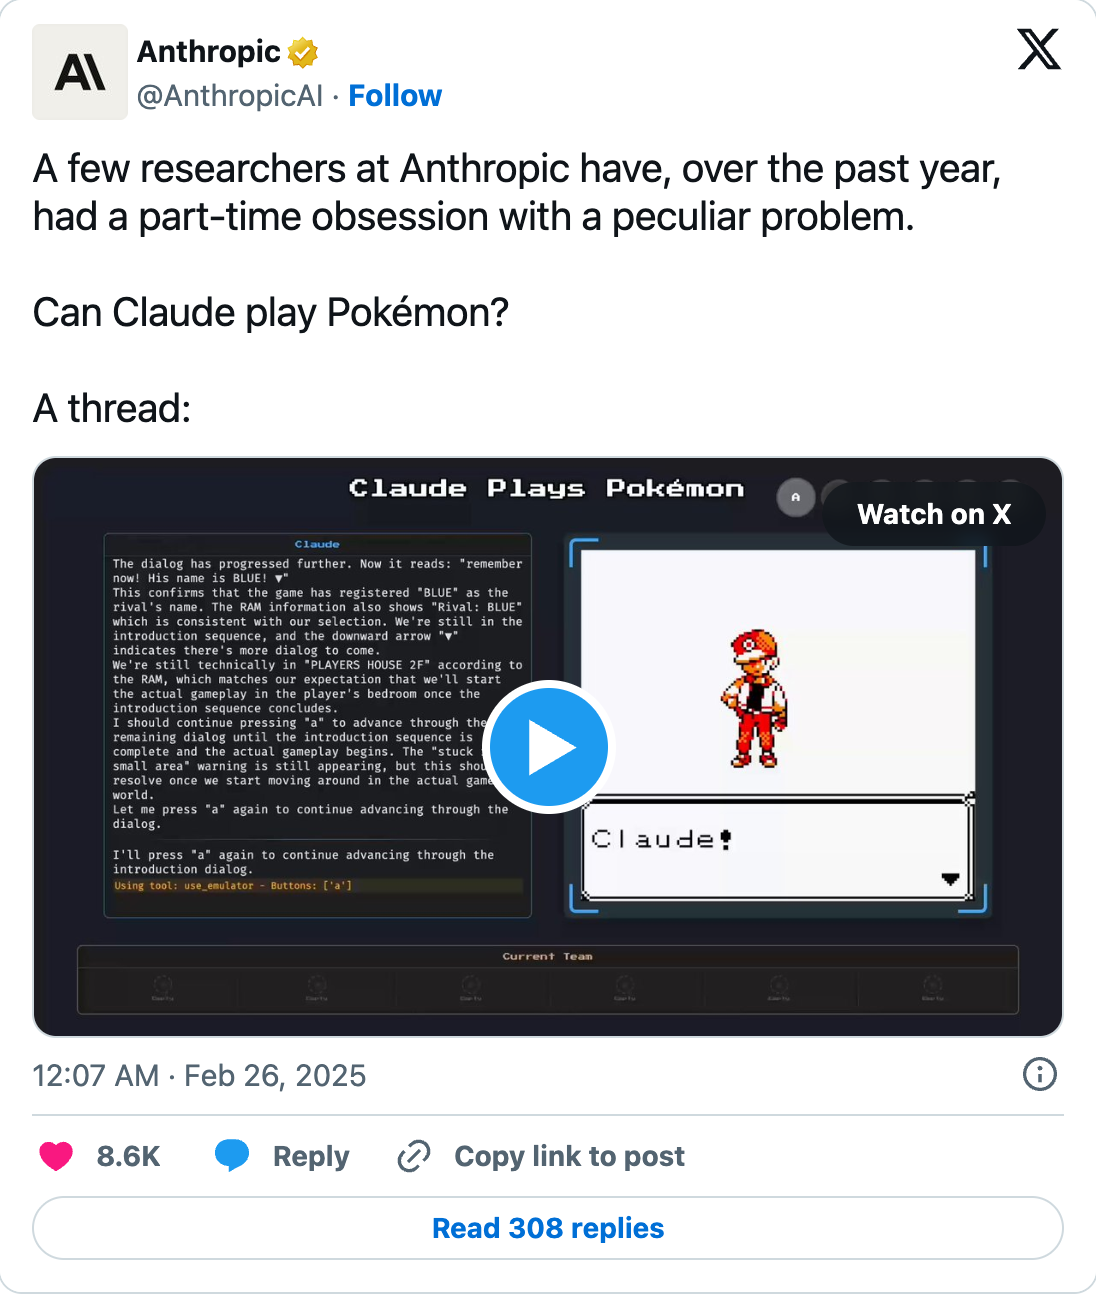 Anthropic
@AnthropicAI · Follow
A few researchers at Anthropic have, over the past year,
had a part-time obsession with a peculiar problem.
Can Claude play Pokémon?
A thread:
Claude Plays Pokémon
A
Watch on X
Claude
The dialog has progressed further. Now it reads: "remember
now! His name is BLUE! ▼"
This confirms that the game has registered "BLUE" as the
rival's name. The RAM information also shows "Rival: BLUE"
which is consistent with our selection. We're still in the
introduction sequence, and the downward arrow "▼"
indicates there's more dialog to come.
We're still technically in "PLAYERS HOUSE 2F" according to
the RAM, which matches our expectation that we'll start
the actual gameplay in the player's bedroom once the
introduction sequence concludes.
I should continue pressing "a" to advance through the
remaining dialog until the introduction sequence is
complete and the actual gameplay begins. The "stuck
small area" warning is still appearing, but this
resolve once we start moving around in the actual game
world.
Let me press "a" again to continue advancing through the
dialog.
I'll press "a" again to continue advancing through the
introduction dialog.
Using tool: use_emulator - Buttons: ['a']
Claude!
Current Team
12:07 AM · Feb 26, 2025
8.6K
Reply
Copy link to post
Read 308 replies